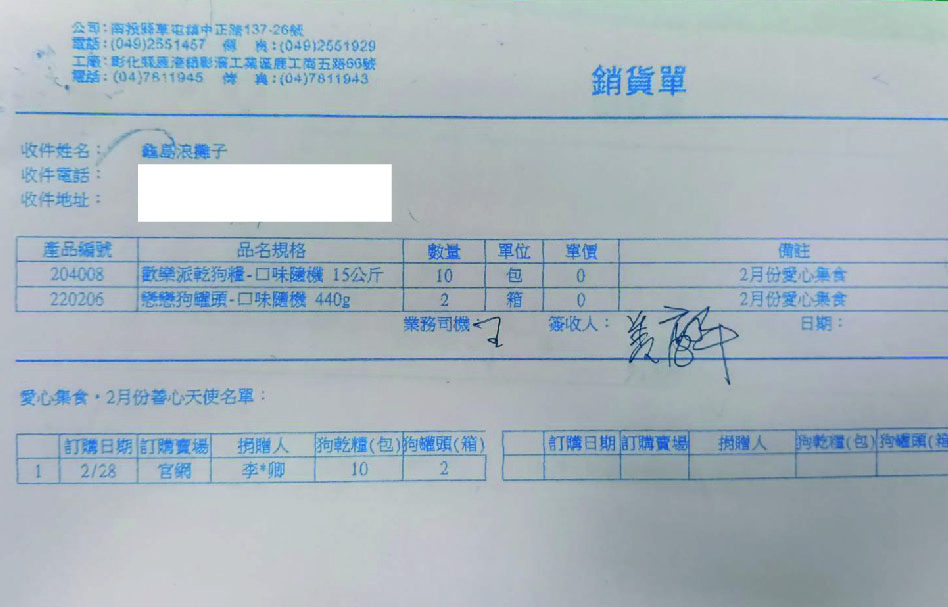 公司：南投縣草屯鎮中正路137-26號
電話：(049)2551457 傳 真：(049)2551929
工廠：彰化縣鹿港鎮彰濱工業區鹿工南五路66號
電話：(04)7811945 傳 真：(04)7811943
銷貨單
收件姓名： 龜島浪攤子
收件電話：
收件地址：
產品編號 品名規格 數量 單位 單價 備註
204008 歡樂派乾狗糧-口味隨機 15公斤 10 包 0 2月份愛心集食
220206 戀戀狗罐頭-口味隨機 440g 2 箱 0 2月份愛心集食
業務司機 簽收人： 日期：
愛心集食・2月份善心天使名單：
訂購日期 訂購賣場 捐贈人 狗乾糧(包) 狗罐頭(箱) 訂購日期 訂購賣場 捐贈人 狗乾糧(包) 狗罐頭(箱
1 2/28 官網 李*卿 10 2